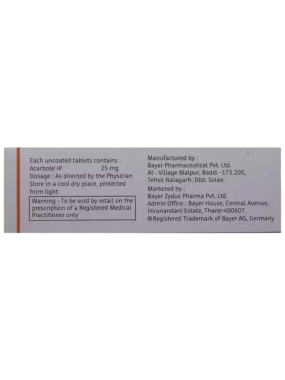 Each uncoated tablets contains :
Acarbose IP 25 mg
Dosage : As directed by the Physician
Store in a cool dry place, protected
from light
Warning : To be sold by retail on the
prescription of a Registered Medical
Practitioner only
Manufactured by :
Bayer Pharmaceutical Pvt. Ltd.
At : Village Malpur, Baddi -173 205,
Tehsil Nalagarh, Dist. Solan.
Marketed by :
Bayer Zydus Pharma Pvt. Ltd.
Admin Office : Bayer House, Central Avenue,
Hiranandani Estate, Thane-400607.
®Registered Trademark of Bayer AG, Germany